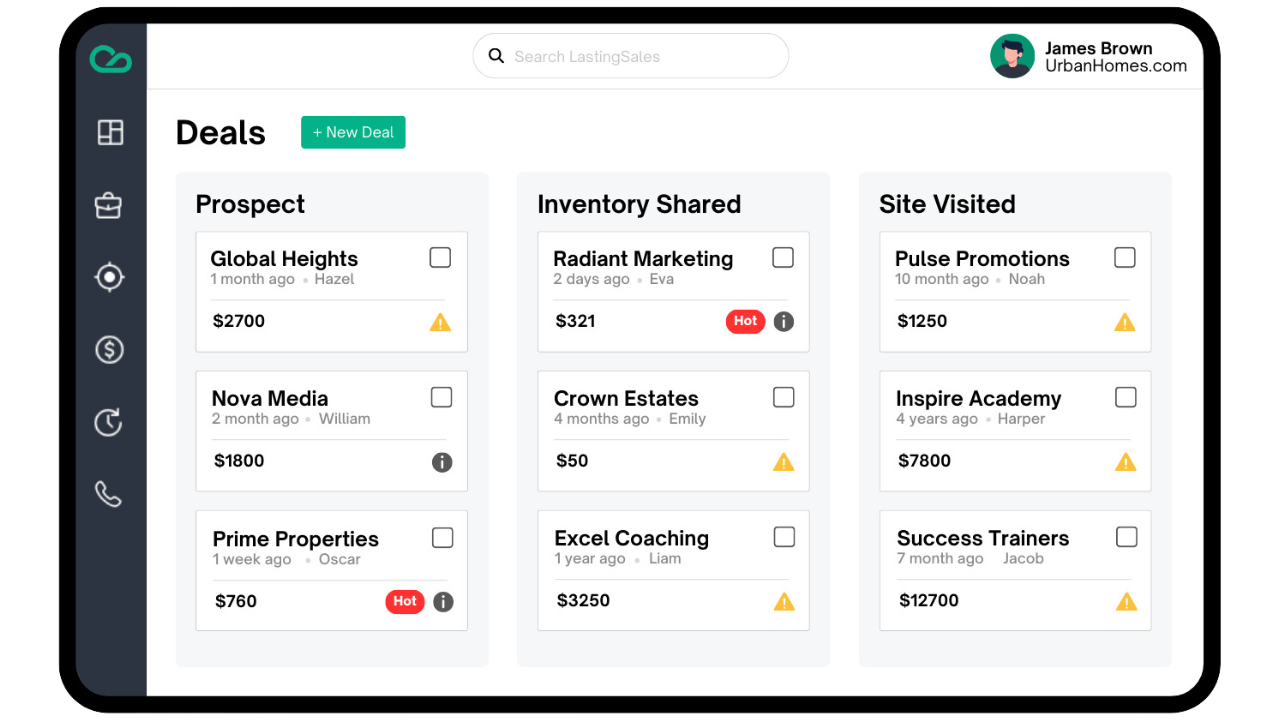 Search LastingSales
James Brown
UrbanHomes.com
Deals
+ New Deal
Prospect
Global Heights
1 month ago • Hazel
$2700
Nova Media
2 month ago • William
$1800
Prime Properties
1 week ago • Oscar
$760
Hot
Inventory Shared
Radiant Marketing
2 days ago • Eva
$321
Hot
Crown Estates
4 months ago • Emily
$50
Excel Coaching
1 year ago • Liam
$3250
Site Visited
Pulse Promotions
10 month ago • Noah
$1250
Inspire Academy
4 years ago • Harper
$7800
Success Trainers
7 month ago Jacob
$12700